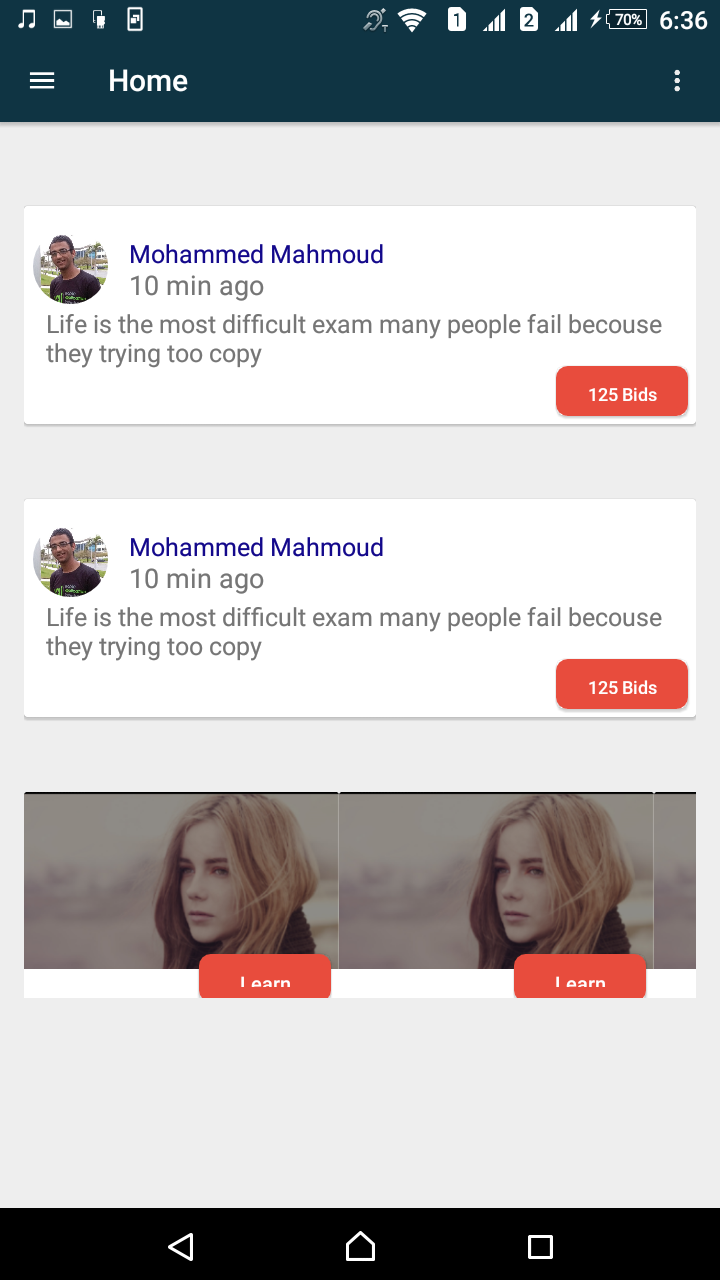 1 2 70% 6:36
Home
Mohammed Mahmoud
10 min ago
Life is the most difficult exam many people fail becouse
they trying too copy
125 Bids
Mohammed Mahmoud
10 min ago
Life is the most difficult exam many people fail becouse
they trying too copy
125 Bids
Learn Learn